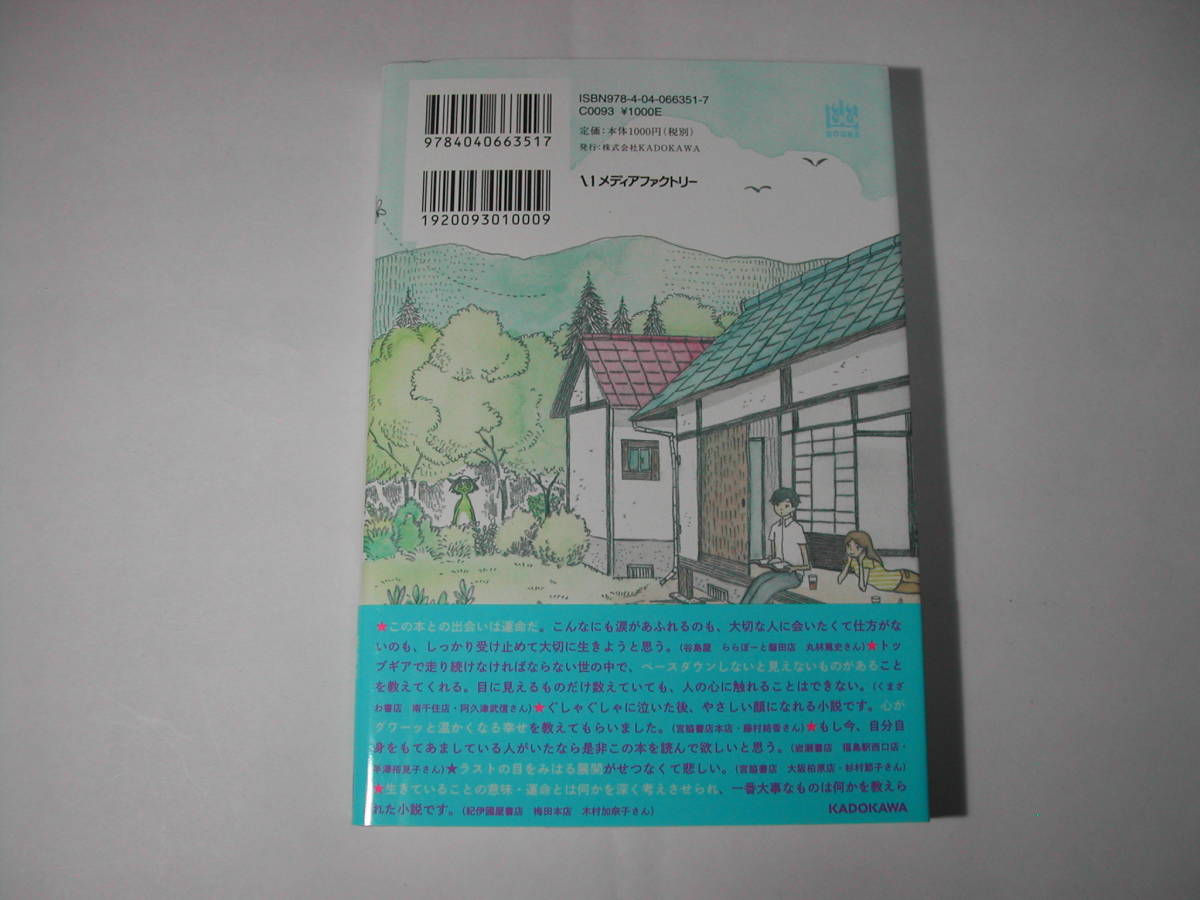 ISBN978-4-04-066351-7
C0093 ¥1000E
定価：本体1000円（税別）
発行：株式会社KADOKAWA
9784040663517
幽
BOOKS
メディアファクトリー
1920093010009
★この本との出会いは運命だ。こんなにも涙があふれるのも、大切な人に会いたくて仕方がな
いのも、しっかり受け止めて大切に生きようと思う。（谷島屋　ららぽーと磐田店　丸林篤史さん）★トッ
プギアで走り続けなければならない世の中で、ペースダウンしないと見えないものがあること
を教えてくれる。目に見えるものだけ数えていても、人の心に触れることはできない。（くまざ
わ書店　南千住店・阿久津武信さん）★ぐしゃぐしゃに泣いた後、やさしい顔になれる小説です。心が
グワーッと温かくなる幸せを教えてもらいました。（宮脇書店本店・藤村結香さん）★もし今、自分自
身をもてあましている人がいたなら是非この本を読んで欲しいと思う。（岩瀬書店　福島駅西口店・
半澤裕見子さん）★ラストの目をみはる展開がせつなくて悲しい。（宮脇書店　大阪柏原店・杉村節子さん）
★生きていることの意味・運命とは何かを深く考えさせられ、一番大事なものは何かを教えら
れた小説です。（紀伊國屋書店　梅田本店　木村加奈子さん）
KADOKAWA